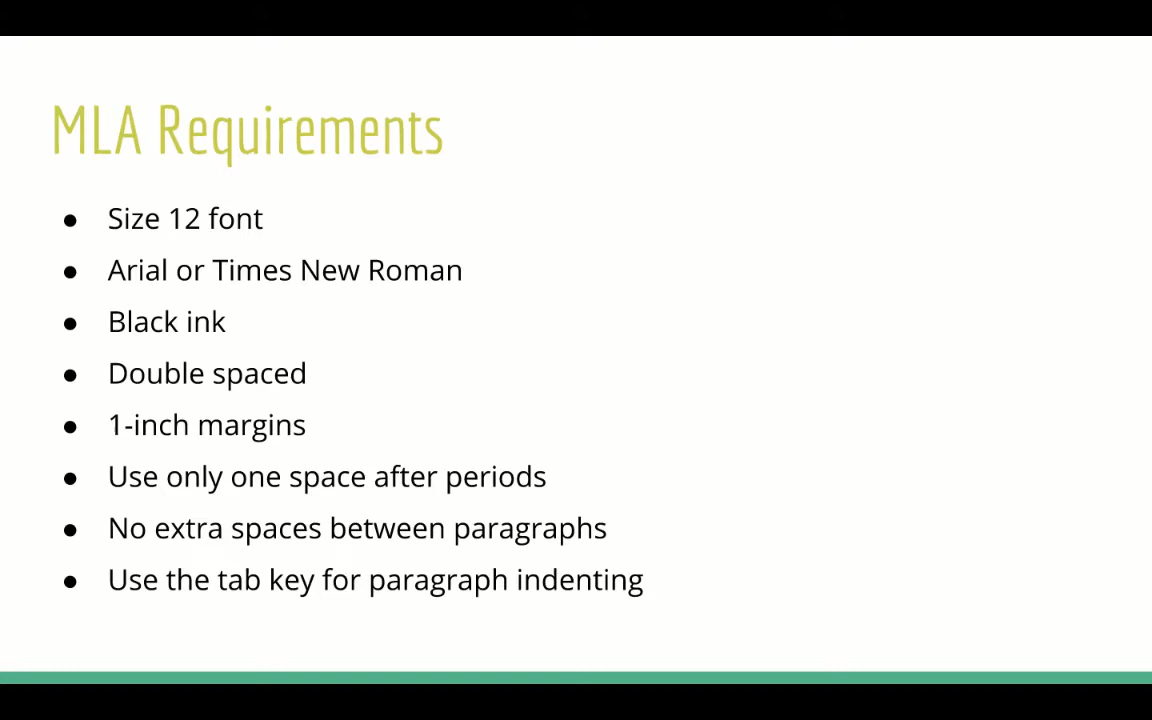 MLA Requirements
● Size 12 font
● Arial or Times New Roman
● Black ink
● Double spaced
● 1-inch margins
● Use only one space after periods
● No extra spaces between paragraphs
● Use the tab key for paragraph indenting